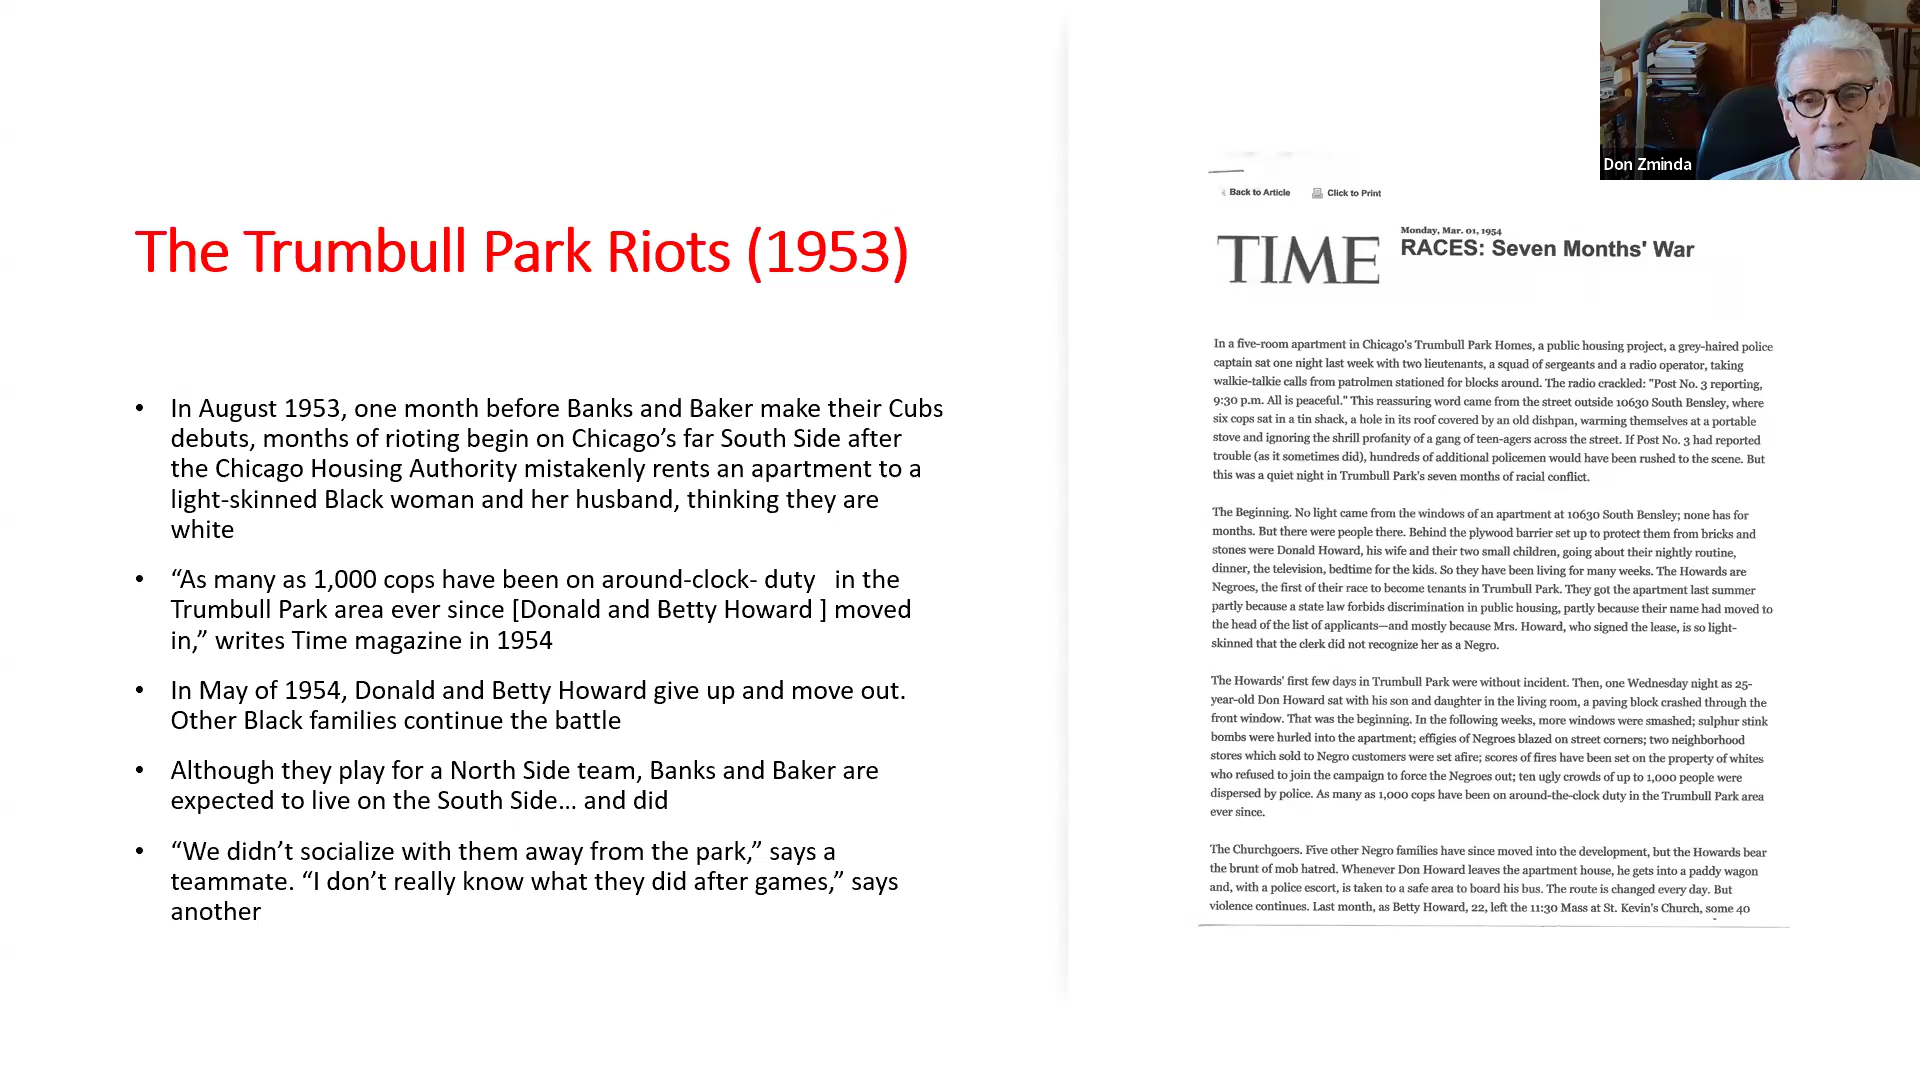 Don Zminda
The Trumbull Park Riots (1953)
• In August 1953, one month before Banks and Baker make their Cubs
debuts, months of rioting begin on Chicago’s far South Side after
the Chicago Housing Authority mistakenly rents an apartment to a
light-skinned Black woman and her husband, thinking they are
white
• “As many as 1,000 cops have been on around-clock- duty   in the
Trumbull Park area ever since [Donald and Betty Howard ] moved
in,” writes Time magazine in 1954
• In May of 1954, Donald and Betty Howard give up and move out.
Other Black families continue the battle
• Although they play for a North Side team, Banks and Baker are
expected to live on the South Side... and did
• “We didn’t socialize with them away from the park,” says a
teammate. “I don’t really know what they did after games,” says
another
Back to Article    Click to Print
TIME
Monday, Mar. 01, 1954
RACES: Seven Months' War
In a five-room apartment in Chicago's Trumbull Park Homes, a public housing project, a grey-haired police
captain sat one night last week with two lieutenants, a squad of sergeants and a radio operator, taking
walkie-talkie calls from patrolmen stationed for blocks around. The radio crackled: "Post No. 3 reporting,
9:30 p.m. All is peaceful." This reassuring word came from the street outside 10630 South Bensley, where
six cops sat in a tin shack, a hole in its roof covered by an old dishpan, warming themselves at a portable
stove and ignoring the shrill profanity of a gang of teen-agers across the street. If Post No. 3 had reported
trouble (as it sometimes did), hundreds of additional policemen would have been rushed to the scene. But
this was a quiet night in Trumbull Park's seven months of racial conflict.
The Beginning. No light came from the windows of an apartment at 10630 South Bensley; none has for
months. But there were people there. Behind the plywood barrier set up to protect them from bricks and
stones were Donald Howard, his wife and their two small children, going about their nightly routine,
dinner, the television, bedtime for the kids. So they have been living for many weeks. The Howards are
Negroes, the first of their race to become tenants in Trumbull Park. They got the apartment last summer
partly because a state law forbids discrimination in public housing, partly because their name had moved to
the head of the list of applicants—and mostly because Mrs. Howard, who signed the lease, is so light-
skinned that the clerk did not recognize her as a Negro.
The Howards' first few days in Trumbull Park were without incident. Then, one Wednesday night as 25-
year-old Don Howard sat with his son and daughter in the living room, a paving block crashed through the
front window. That was the beginning. In the following weeks, more windows were smashed; sulphur stink
bombs were hurled into the apartment; effigies of Negroes blazed on street corners; two neighborhood
stores which sold to Negro customers were set afire; scores of fires have been set on the property of whites
who refused to join the campaign to force the Negroes out; ten ugly crowds of up to 1,000 people were
dispersed by police. As many as 1,000 cops have been on around-the-clock duty in the Trumbull Park area
ever since.
The Churchgoers. Five other Negro families have since moved into the development, but the Howards bear
the brunt of mob hatred. Whenever Don Howard leaves the apartment house, he gets into a paddy wagon
and, with a police escort, is taken to a safe area to board his bus. The route is changed every day. But
violence continues. Last month, as Betty Howard, 22, left the 11:30 Mass at St. Kevin's Church, some 40